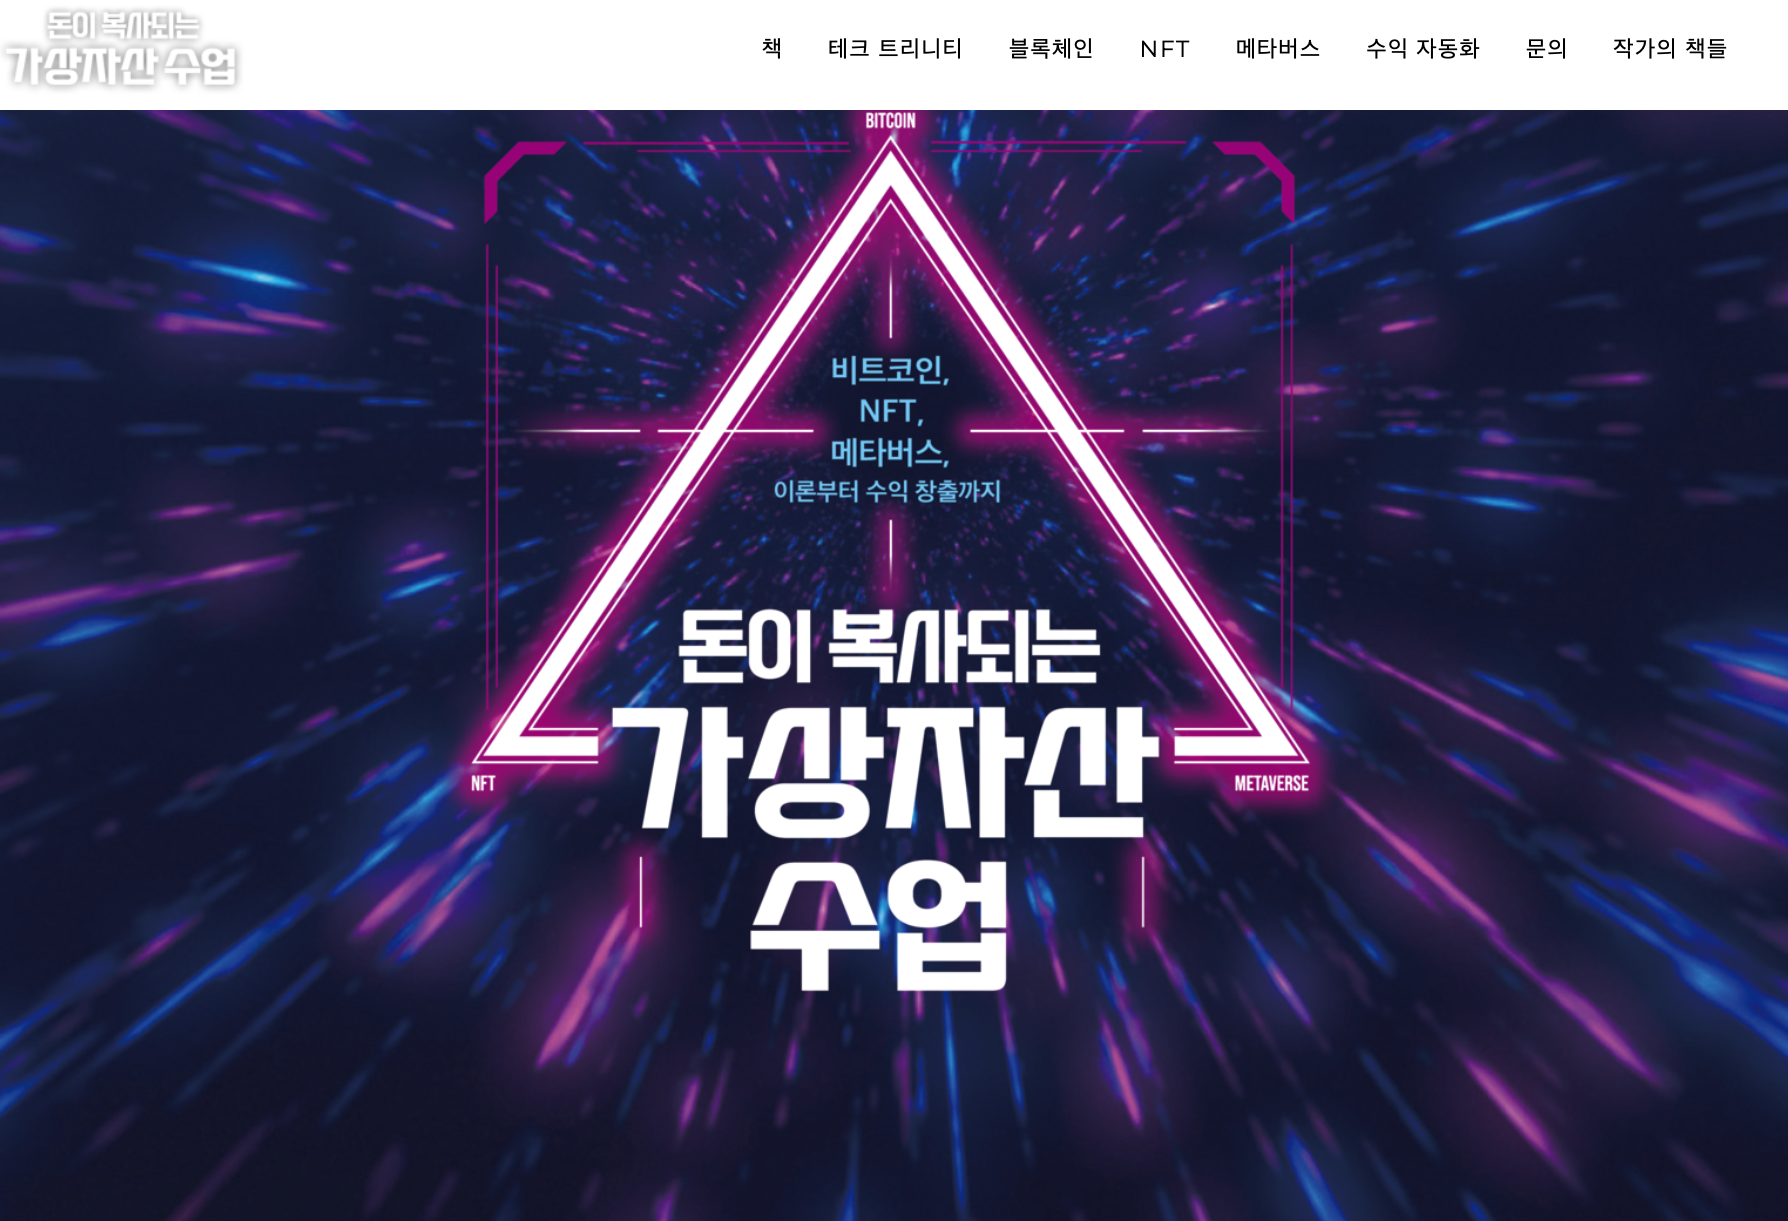 돈이 복사되는
가상자산 수업
책 테크 트리니티 블록체인 NFT 메타버스 수익 자동화 문의 작가의 책들
BITCOIN
비트코인,
NFT,
메타버스,
이론부터 수익 창출까지
돈이 복사되는
가상자산
NFT METAVERSE
수업